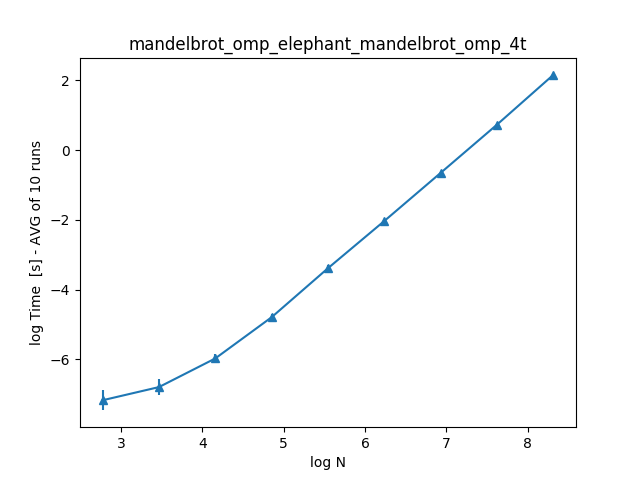 mandelbrot_omp_elephant_mandelbrot_omp_4t
log Time  [s] - AVG of 10 runs
2
0
−2
−4
−6
3 4 5 6 7 8
log N